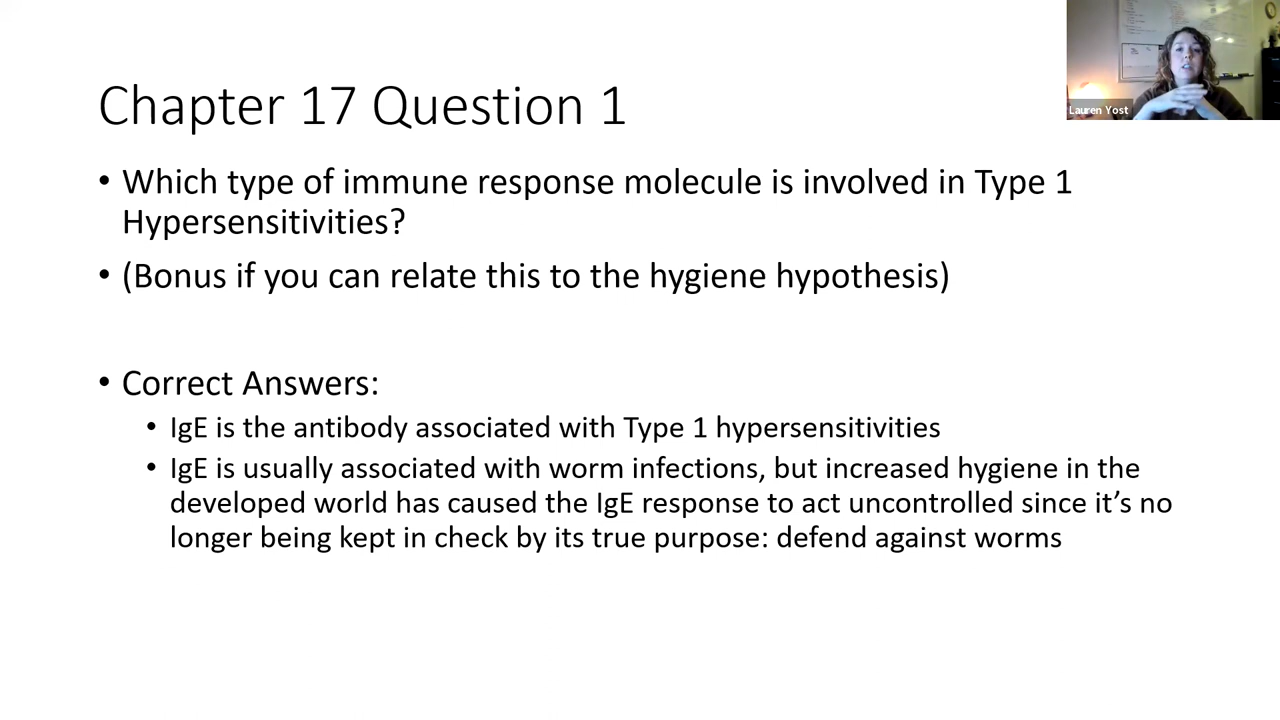 Chapter 17 Question 1
Lauren Yost
• Which type of immune response molecule is involved in Type 1
Hypersensitivities?
• (Bonus if you can relate this to the hygiene hypothesis)
• Correct Answers:
• IgE is the antibody associated with Type 1 hypersensitivities
• IgE is usually associated with worm infections, but increased hygiene in the
developed world has caused the IgE response to act uncontrolled since it’s no
longer being kept in check by its true purpose: defend against worms